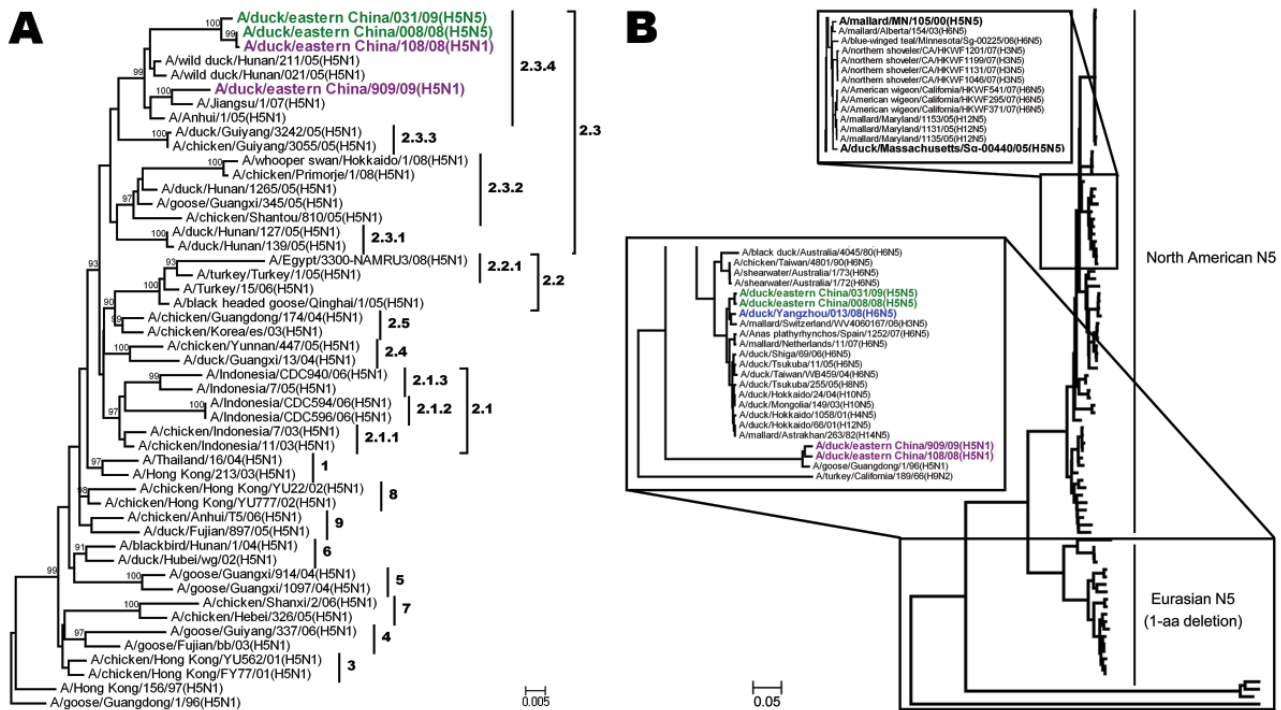 A
100
A/duck/eastern China/031/09(H5N5)
A/duck/eastern China/008/08(H5N5)
99
A/duck/eastern China/108/08(H5N1)
A/wild duck/Hunan/211/05(H5N1)
99
A/wild duck/Hunan/021/05(H5N1)
100
A/duck/eastern China/909/09(H5N1)
A/Jiangsu/1/07(H5N1)
A/Anhui/1/05(H5N1)
2.3.4
100
A/duck/Guiyang/3242/05(H5N1)
A/chicken/Guiyang/3055/05(H5N1)
2.3.3
2.3
100
A/whooper swan/Hokkaido/1/08(H5N1)
A/chicken/Primorje/1/08(H5N1)
97
A/duck/Hunan/1265/05(H5N1)
A/goose/Guangxi/345/05(H5N1)
A/chicken/Shantou/810/05(H5N1)
2.3.2
100
A/duck/Hunan/127/05(H5N1)
A/duck/Hunan/139/05(H5N1)
2.3.1
93
93
A/Egypt/3300-NAMRU3/08(H5N1)
A/turkey/Turkey/1/05(H5N1)
2.2.1
A/Turkey/15/06(H5N1)
2.2
90
A/black headed goose/Qinghai/1/05(H5N1)
99
A/chicken/Guangdong/174/04(H5N1)
A/chicken/Korea/es/03(H5N1)
2.5
A/chicken/Yunnan/447/05(H5N1)
A/duck/Guangxi/13/04(H5N1)
2.4
99
A/Indonesia/CDC940/06(H5N1)
A/Indonesia/7/05(H5N1)
2.1.3
100
A/Indonesia/CDC594/06(H5N1)
A/Indonesia/CDC596/06(H5N1)
2.1.2
2.1
97
A/chicken/Indonesia/7/03(H5N1)
A/chicken/Indonesia/11/03(H5N1)
2.1.1
97
A/Thailand/16/04(H5N1)
A/Hong Kong/213/03(H5N1)
1
98
A/chicken/Hong Kong/YU22/02(H5N1)
A/chicken/Hong Kong/YU777/02(H5N1)
8
A/chicken/Anhui/T5/06(H5N1)
A/duck/Fujian/897/05(H5N1)
9
91
A/blackbird/Hunan/1/04(H5N1)
A/duck/Hubei/wg/02(H5N1)
6
99
100
A/goose/Guangxi/914/04(H5N1)
A/goose/Guangxi/1097/04(H5N1)
5
100
A/chicken/Shanxi/2/06(H5N1)
A/chicken/Hebei/326/05(H5N1)
7
97
A/goose/Guiyang/337/06(H5N1)
A/goose/Fujian/bb/03(H5N1)
4
A/chicken/Hong Kong/YU562/01(H5N1)
A/chicken/Hong Kong/FY77/01(H5N1)
3
A/Hong Kong/156/97(H5N1)
A/goose/Guangdong/1/96(H5N1)
0.005
B
A/mallard/MN/105/00(H5N5)
A/mallard/Alberta/154/03(H6N5)
A/blue-winged teal/Minnesota/Sg-00225/06(H6N5)
A/northern shoveler/CA/HKWF1201/07(H3N5)
A/northern shoveler/CA/HKWF1199/07(H3N5)
A/northern shoveler/CA/HKWF1131/07(H3N5)
A/northern shoveler/CA/HKWF1046/07(H3N5)
A/American wigeon/California/HKWF541/07(H6N5)
A/American wigeon/California/HKWF295/07(H6N5)
A/American wigeon/California/HKWF371/07(H6N5)
A/mallard/Maryland/1153/05(H12N5)
A/mallard/Maryland/1131/05(H12N5)
A/mallard/Maryland/1135/05(H12N5)
A/duck/Massachusetts/Sg-00440/05(H5N5)
North American N5
A/black duck/Australia/4045/80(H6N5)
A/chicken/Taiwan/4801/90(H6N5)
A/shearwater/Australia/1/73(H6N5)
A/shearwater/Australia/1/72(H6N5)
A/duck/eastern China/031/09(H5N5)
A/duck/eastern China/008/08(H5N5)
A/duck/Yangzhou/013/08(H6N5)
A/mallard/Switzerland/WV4060167/06(H3N5)
A/Anas plathyrhynchos/Spain/1252/07(H6N5)
A/mallard/Netherlands/11/07(H6N5)
A/duck/Shiga/69/06(H6N5)
A/duck/Tsukuba/11/05(H6N5)
A/duck/Taiwan/WB459/04(H6N5)
A/duck/Tsukuba/255/05(H8N5)
A/duck/Hokkaido/24/04(H10N5)
A/duck/Mongolia/149/03(H10N5)
A/duck/Hokkaido/1058/01(H4N5)
A/duck/Hokkaido/66/01(H12N5)
A/mallard/Astrakhan/263/82(H14N5)
A/duck/eastern China/909/09(H5N1)
A/duck/eastern China/108/08(H5N1)
A/goose/Guangdong/1/96(H5N1)
A/turkey/California/189/66(H9N2)
Eurasian N5
(1-aa deletion)
0.05